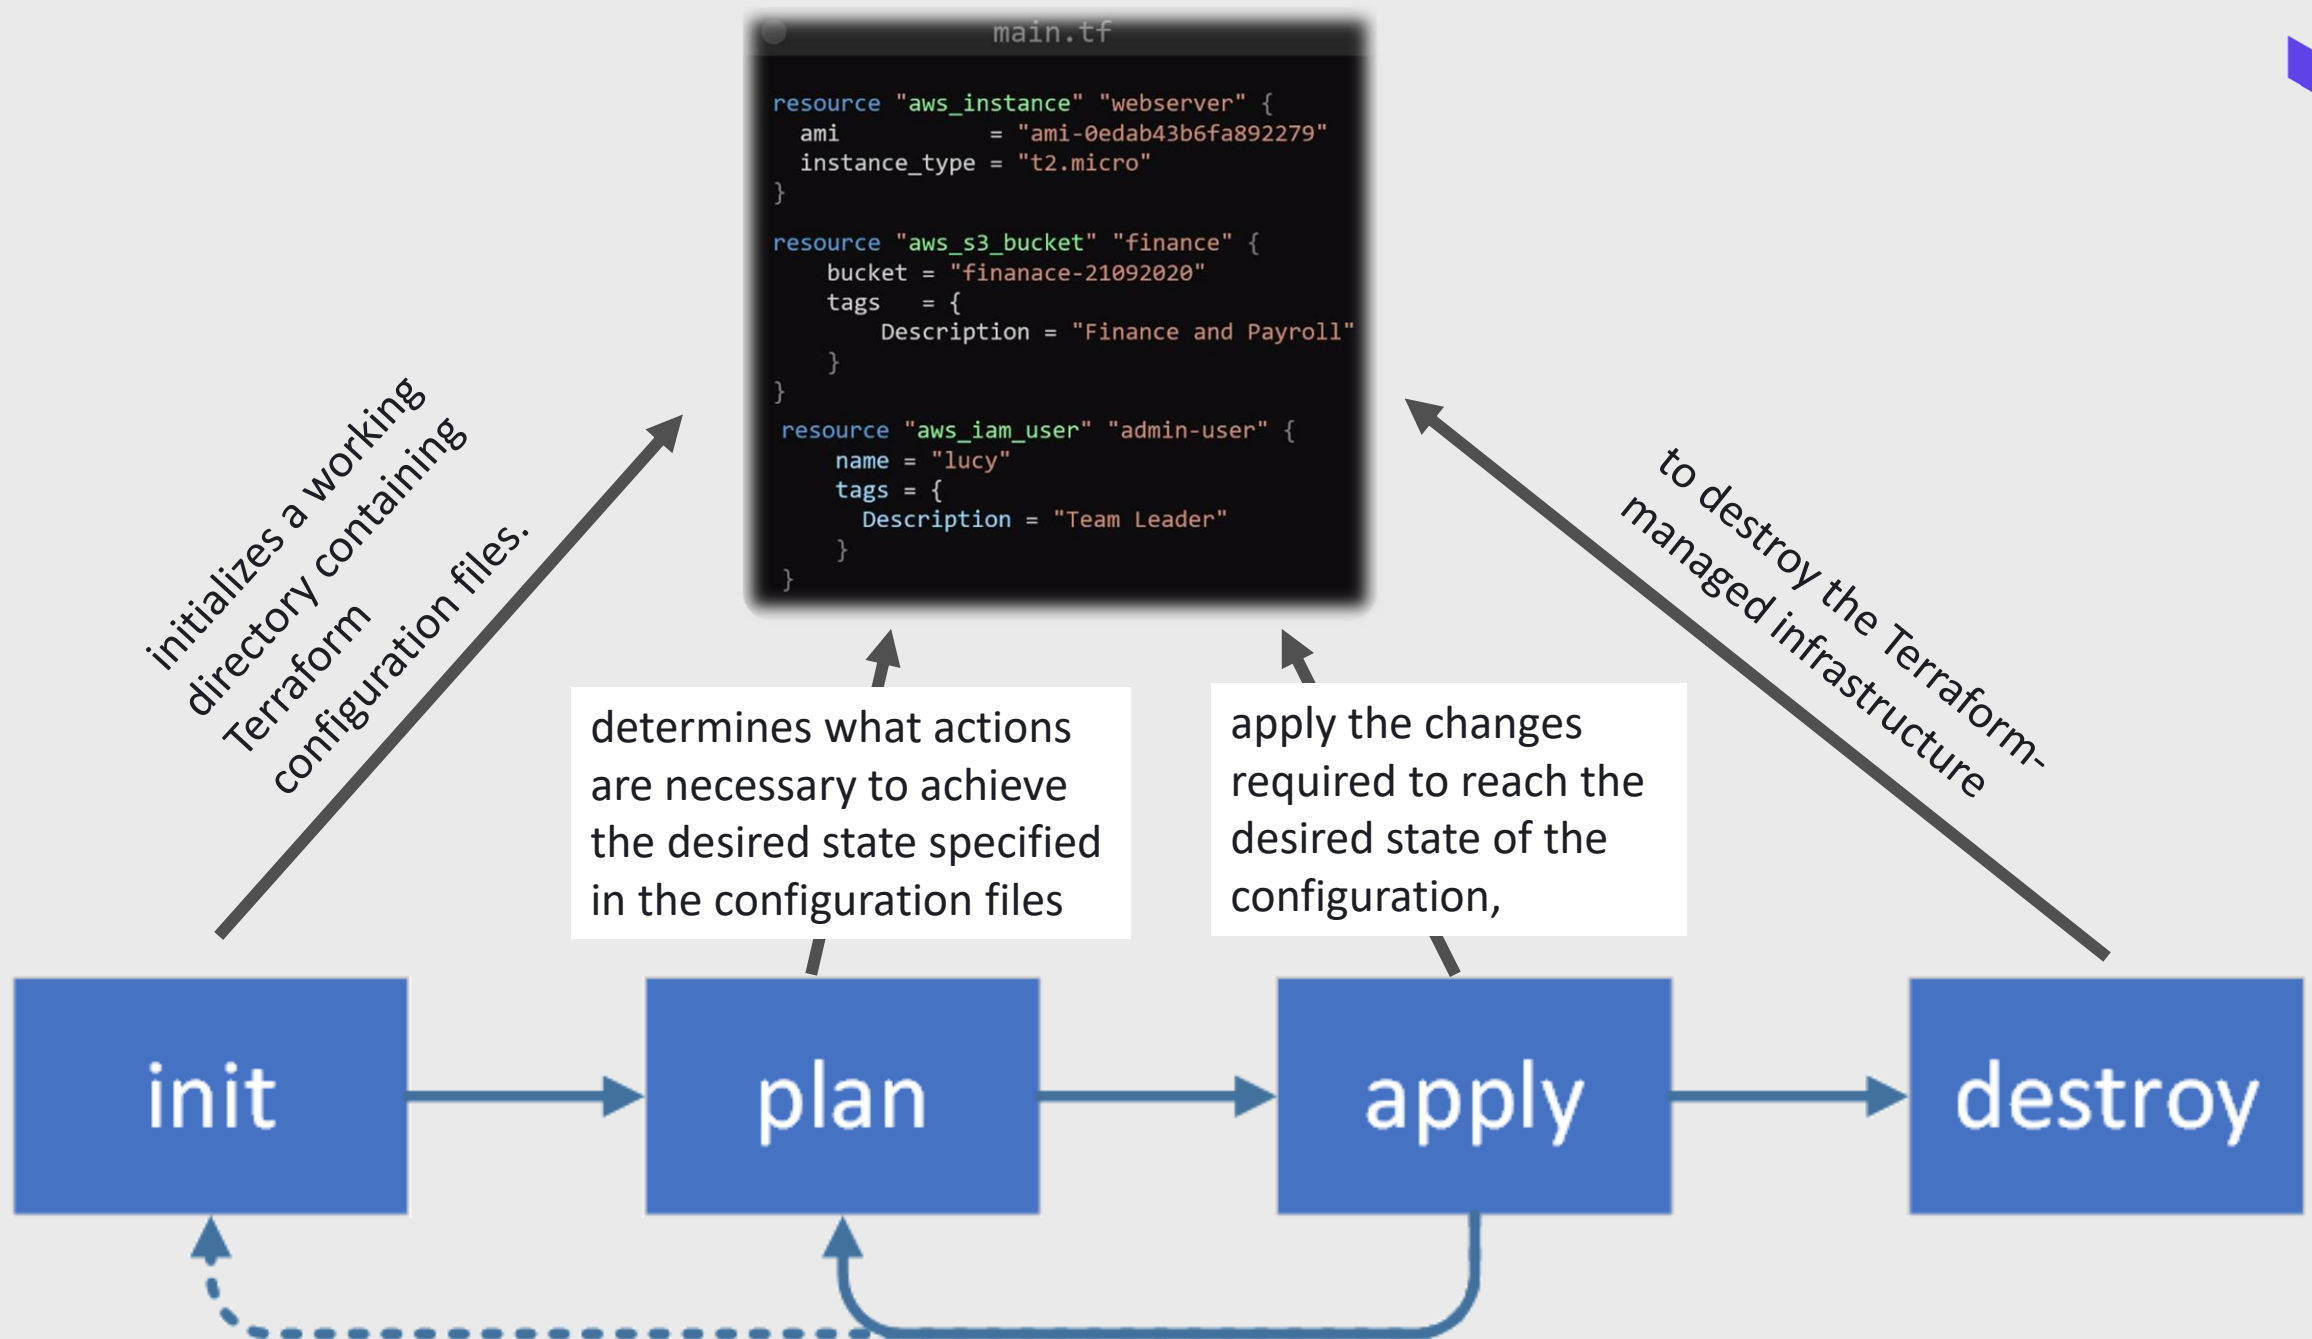 main.tf
resource "aws_instance" "webserver" {
  ami           = "ami-0edab43b6fa892279"
  instance_type = "t2.micro"
}
resource "aws_s3_bucket" "finance" {
    bucket = "finanace-21092020"
    tags   = {
        Description = "Finance and Payroll"
    }
}
resource "aws_iam_user" "admin-user" {
    name = "lucy"
    tags = {
      Description = "Team Leader"
    }
}
initializes a working
directory containing
Terraform
configuration files.
determines what actions
are necessary to achieve
the desired state specified
in the configuration files
apply the changes
required to reach the
desired state of the
configuration,
to destroy the Terraform-
managed infrastructure
init
plan
apply
destroy